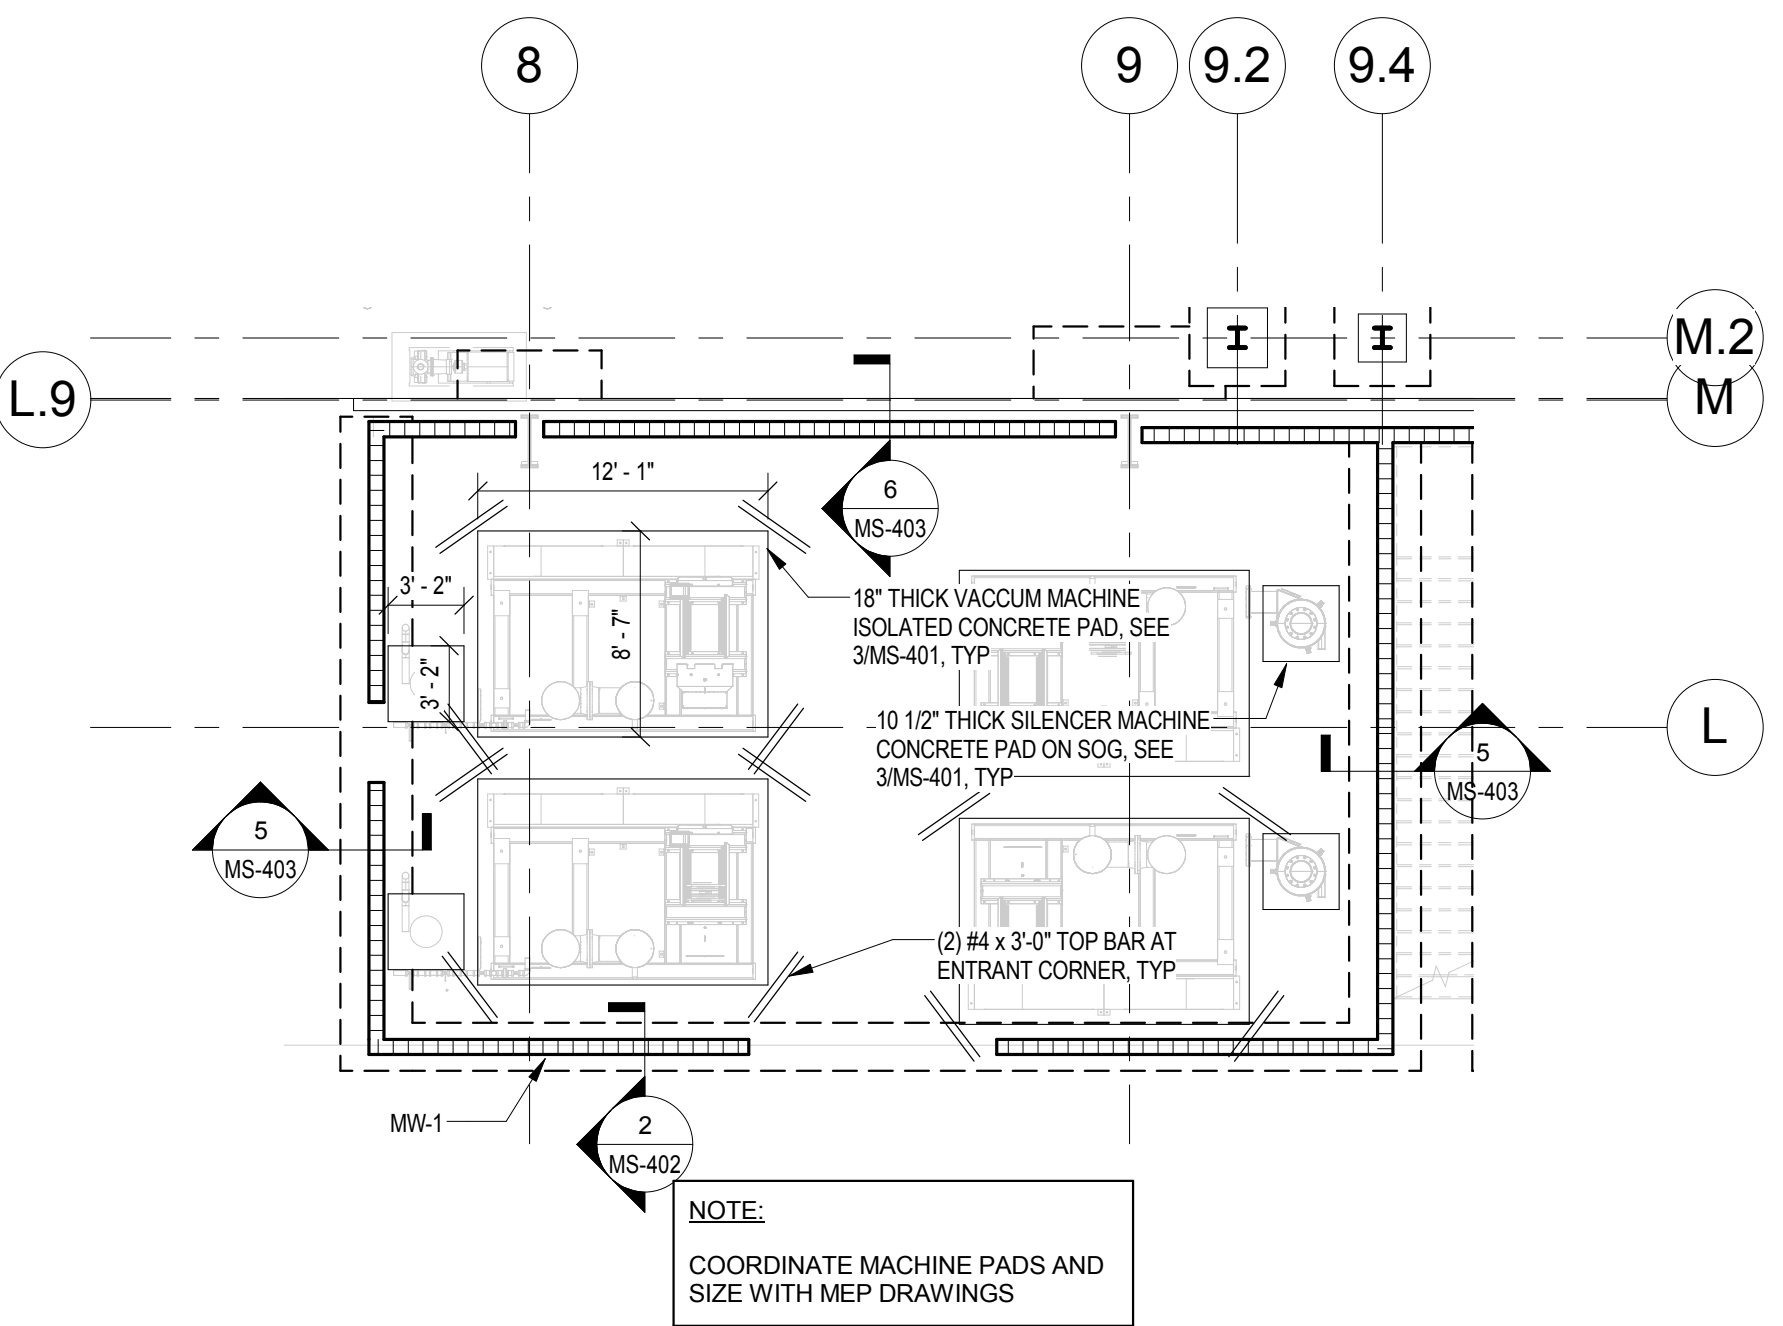 8
9
9.2
9.4
M.2
L.9
M
12' - 1"
6
MS-403
3' - 2"
8' - 7"
3' - 2"
18" THICK VACCUM MACHINE
ISOLATED CONCRETE PAD, SEE
3/MS-401, TYP
10 1/2" THICK SILENCER MACHINE
CONCRETE PAD ON SOG, SEE
3/MS-401, TYP
L
5
MS-403
5
MS-403
(2) #4 x 3'-0" TOP BAR AT
ENTRANT CORNER, TYP
MW-1
2
MS-402
NOTE:
COORDINATE MACHINE PADS AND
SIZE WITH MEP DRAWINGS